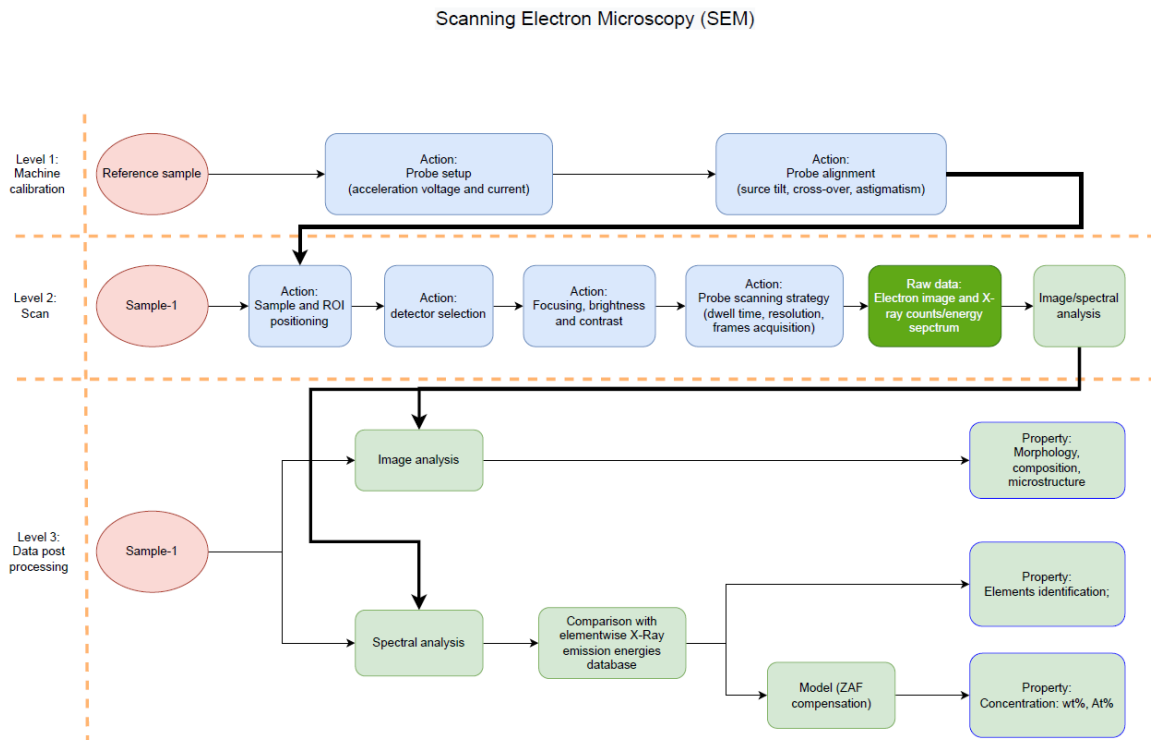 Scanning Electron Microscopy (SEM)
Level 1:
Machine
calibration
Reference sample
Action:
Probe setup
(acceleration voltage and current)
Action:
Probe alignment
(surce tilt, cross-over, astigmatism)
Level 2:
Scan
Sample-1
Action:
Sample and ROI
positioning
Action:
detector selection
Action:
Focusing, brightness
and contrast
Action:
Probe scanning strategy
(dwell time, resolution,
frames acquisition)
Raw data:
Electron image and X-
ray counts/energy
sepctrum
Image/spectral
analysis
Level 3:
Data post
processing
Sample-1
Image analysis
Property:
Morphology,
composition,
microstructure
Spectral analysis
Comparison with
elementwise X-Ray
emission energies
database
Property:
Elements identification;
Model (ZAF
compensation)
Property:
Concentration: wt%, At%